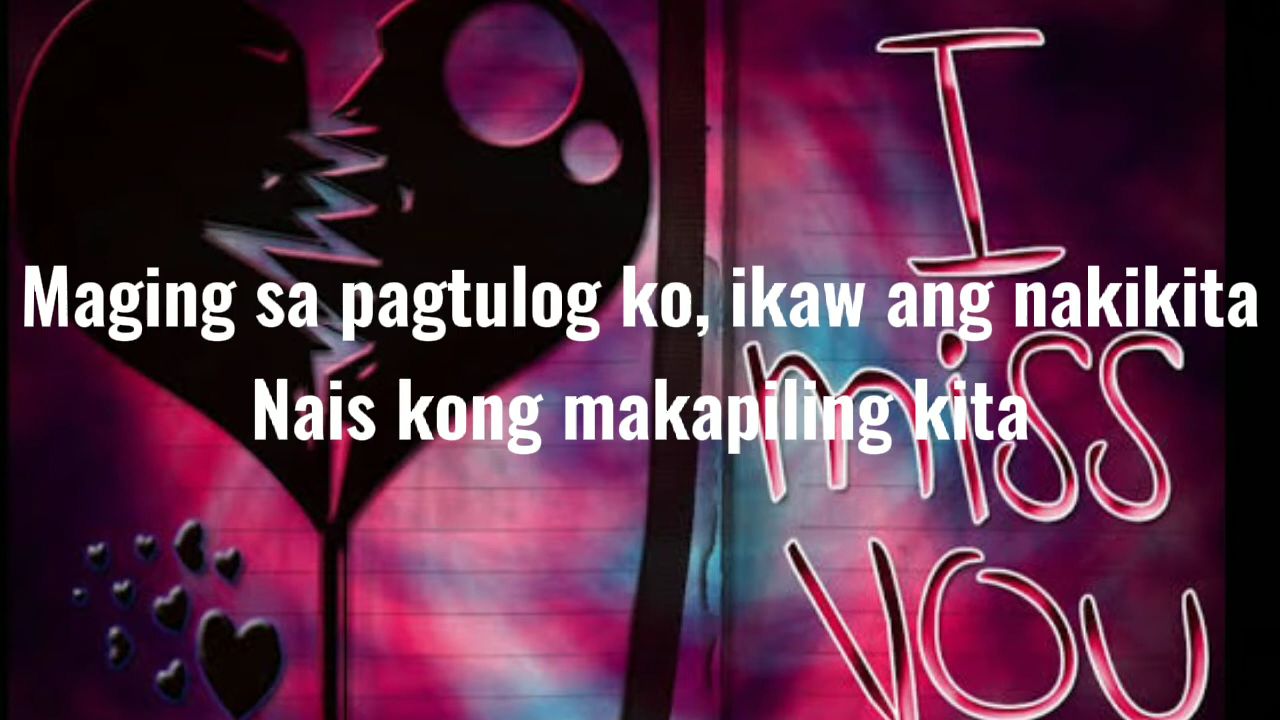 Maging sa pagtulog ko, ikaw ang nakikita
Nais kong makapiling kita
I
miss
You